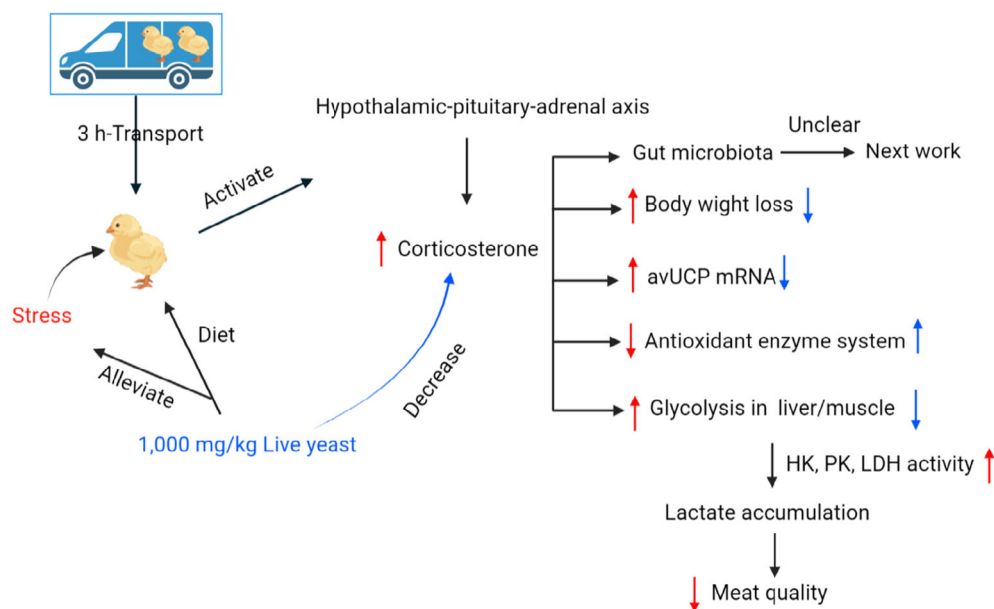 3 h-Transport
Hypothalamic-pituitary-adrenal axis
Activate
Corticosterone
Stress
Diet
Alleviate
Decrease
1,000 mg/kg Live yeast
Gut microbiota
Unclear
Next work
Body wight loss
avUCP mRNA
Antioxidant enzyme system
Glycolysis in liver/muscle
HK, PK, LDH activity
Lactate accumulation
Meat quality